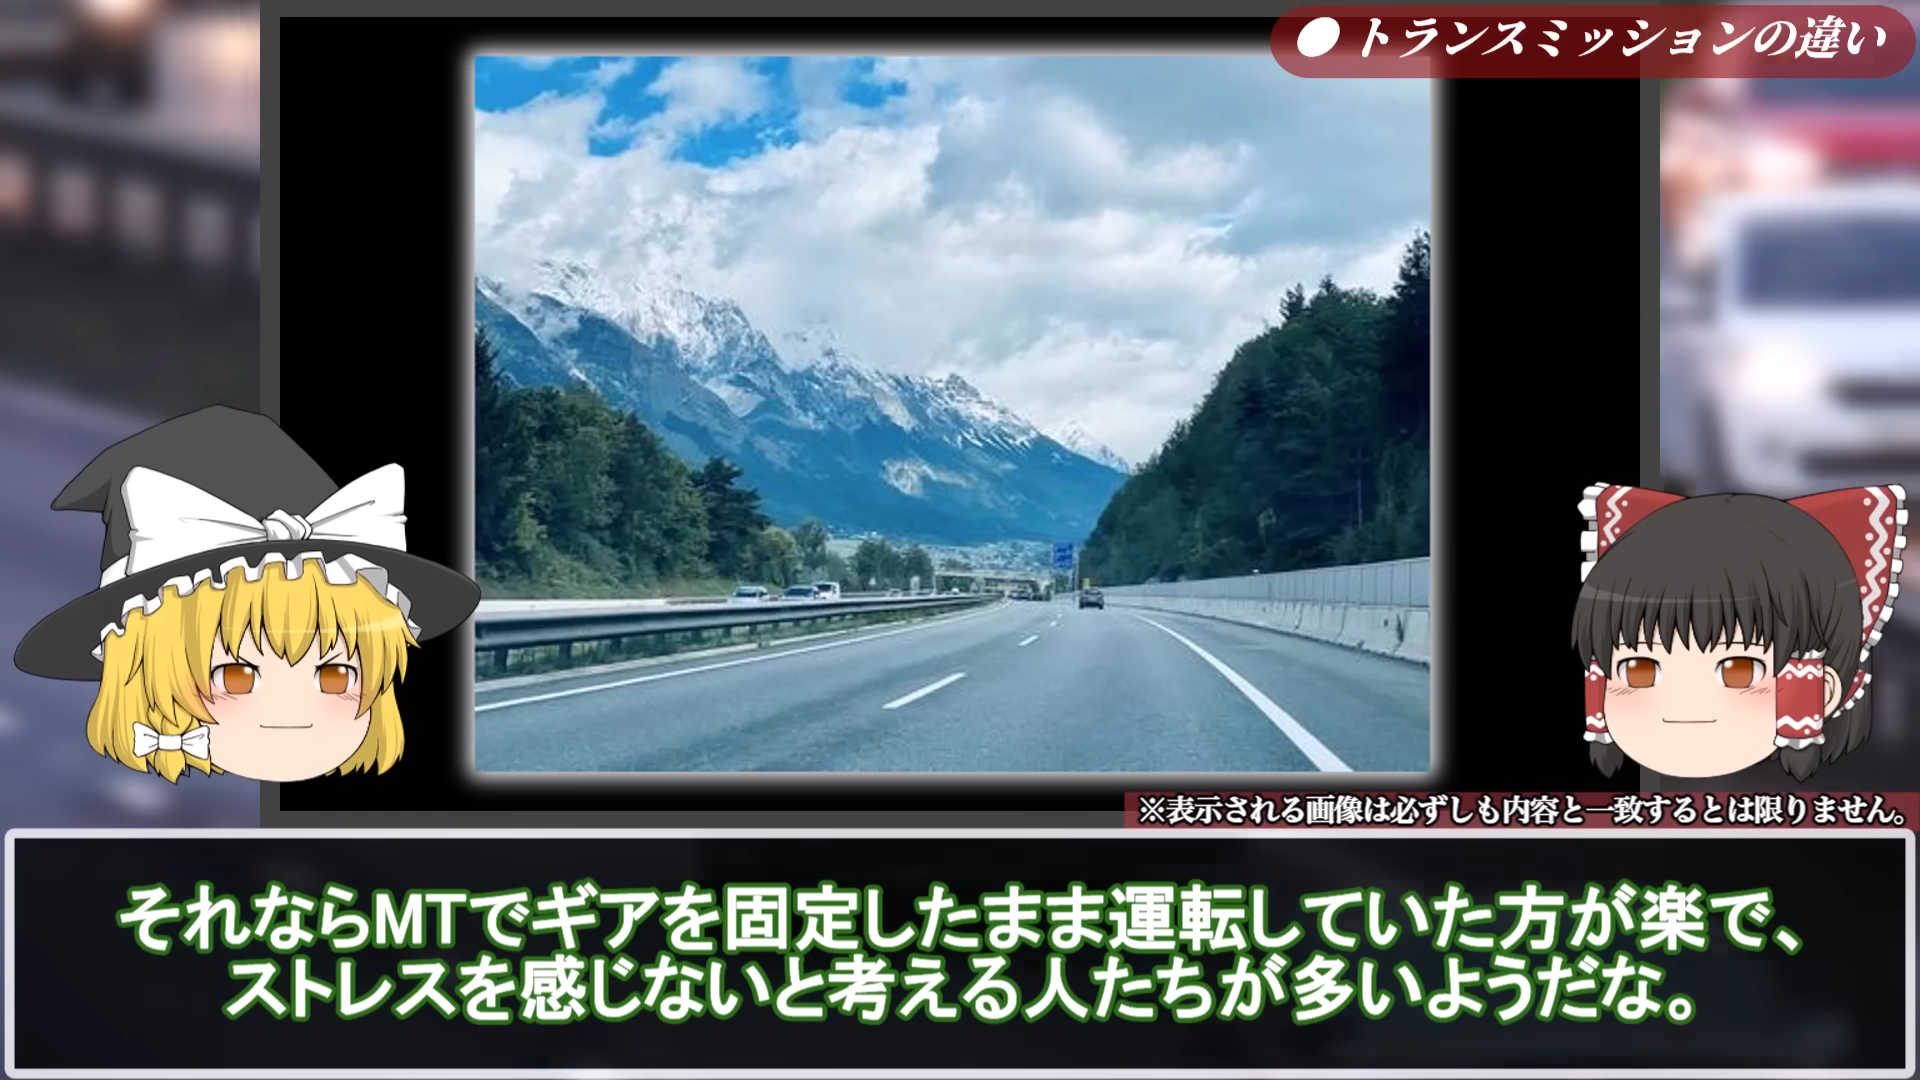 ●トランスミッションの違い
※表示される画像は必ずしも内容と一致するとは限りません。
それならMTでギアを固定したまま運転していた方が楽で、
ストレスを感じないと考える人たちが多いようだな。